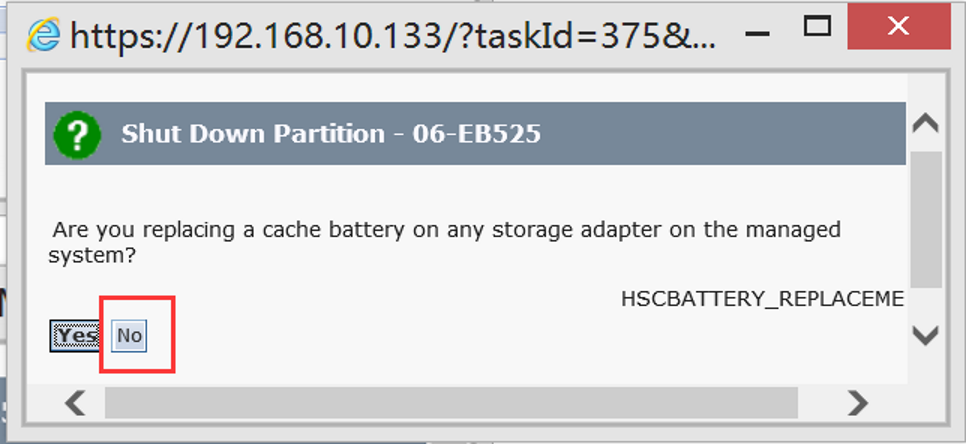 https://192.168.10.133/?taskId=375&...
Shut Down Partition - 06-EB525
Are you replacing a cache battery on any storage adapter on the managed
system?
HSCBATTERY_REPLACEME
Yes No